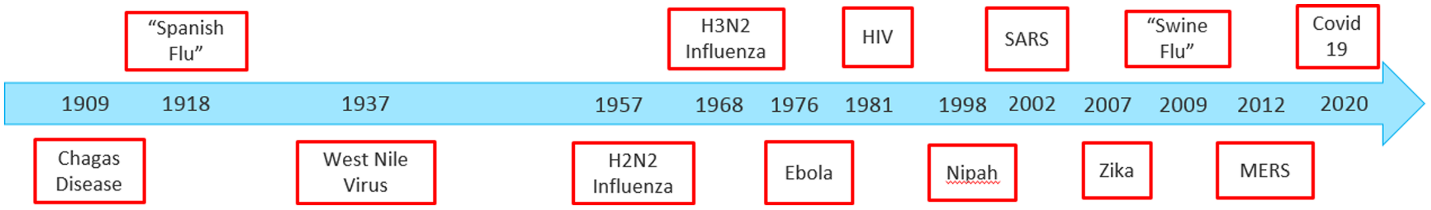 “Spanish
Flu”
H3N2
Influenza
HIV
SARS
“Swine
Flu”
Covid
19
1909 1918 1937 1957 1968 1976 1981 1998 2002 2007 2009 2012 2020
Chagas
Disease
West Nile
Virus
H2N2
Influenza
Ebola
Nipah
Zika
MERS